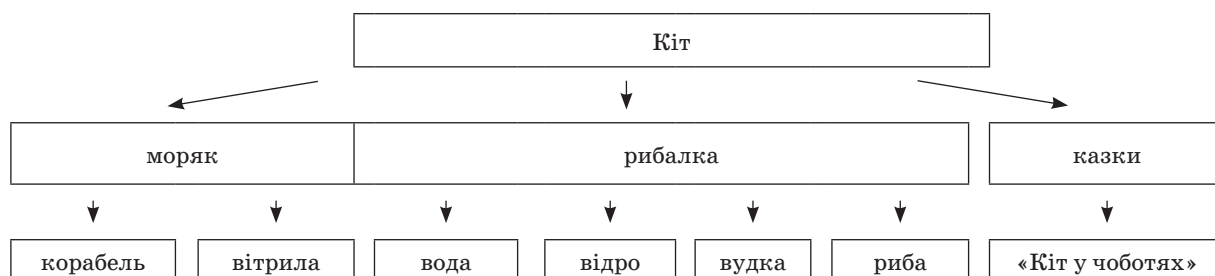 Кіт
моряк рибалка казки
корабель вітрила вода відро вудка риба «Кіт у чоботях»